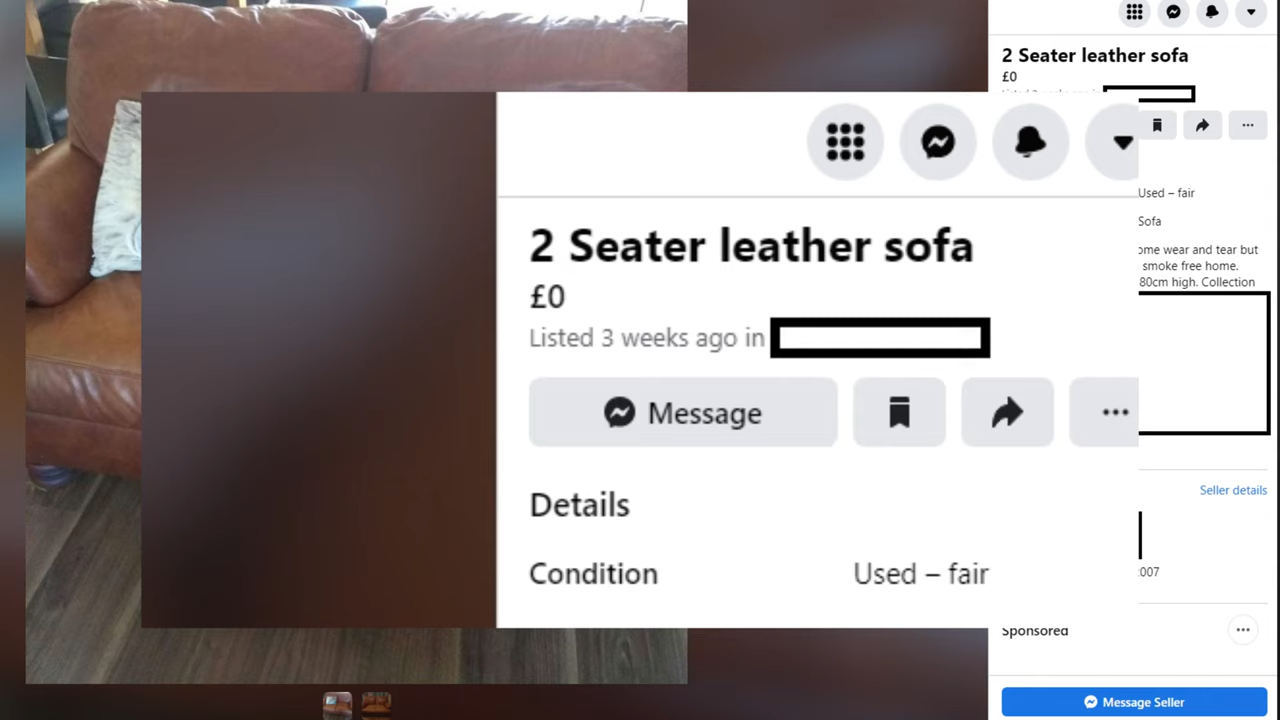 2 Seater leather sofa
£0
2 Seater leather sofa
£0
Listed 3 weeks ago in
Message
Details
Condition
Used – fair
Used – fair
Sofa
wear and tear but
smoke free home.
80cm high. Collection
Seller details
Sponsored
Message Seller